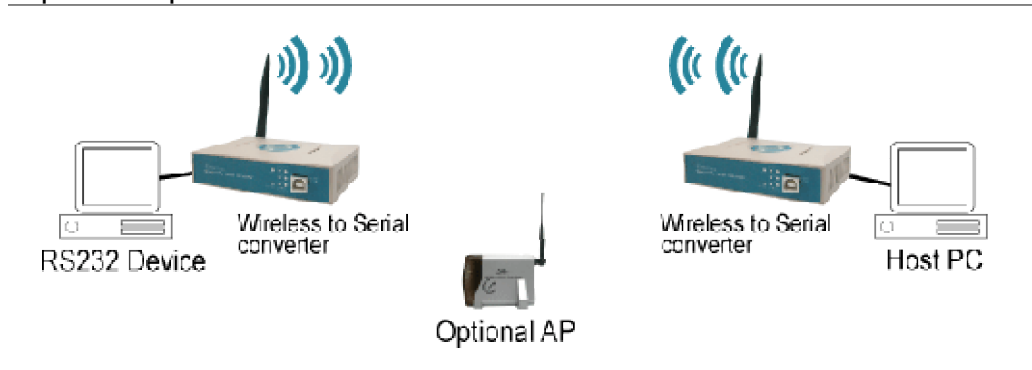 Wireless to Serial
converter
RS232 Device
Wireless to Serial
converter
Host PC
Optional AP